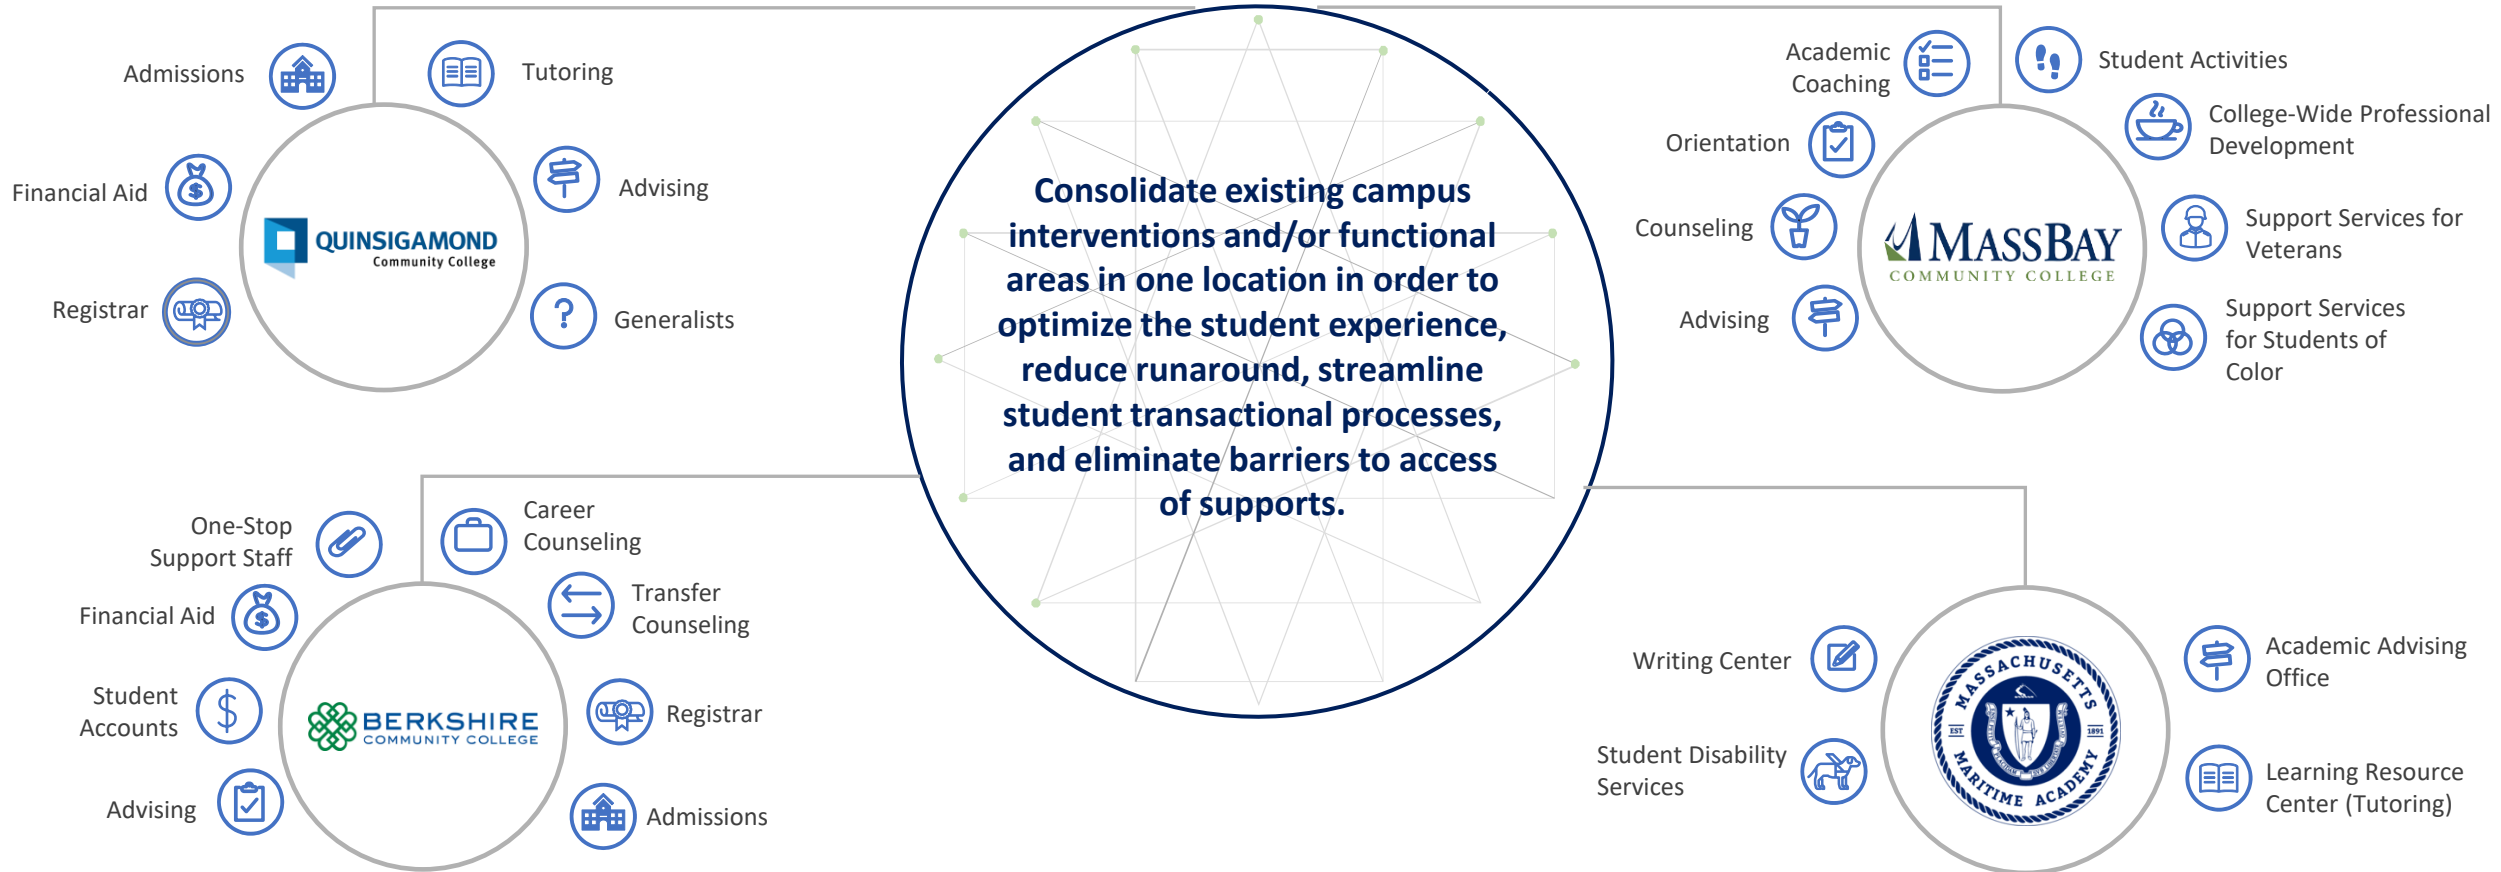 Admissions
Tutoring
Financial Aid
Advising
Registrar
Generalists
QUINSIGAMOND
Community College
Consolidate existing campus
interventions and/or functional
areas in one location in order to
optimize the student experience,
reduce runaround, streamline
student transactional processes,
and eliminate barriers to access
of supports.
Academic
Coaching
Student Activities
Orientation
College-Wide Professional
Development
Counseling
Support Services for
Veterans
Advising
Support Services
for Students of
Color
MASSBAY
COMMUNITY COLLEGE
One-Stop
Support Staff
Career
Counseling
Financial Aid
Transfer
Counseling
Student
Accounts
Registrar
Advising
Admissions
BERKSHIRE
COMMUNITY COLLEGE
Writing Center
Academic Advising
Office
Student Disability
Services
Learning Resource
Center (Tutoring)
MASSACHUSETTS
MARITIME ACADEMY
EST
1891